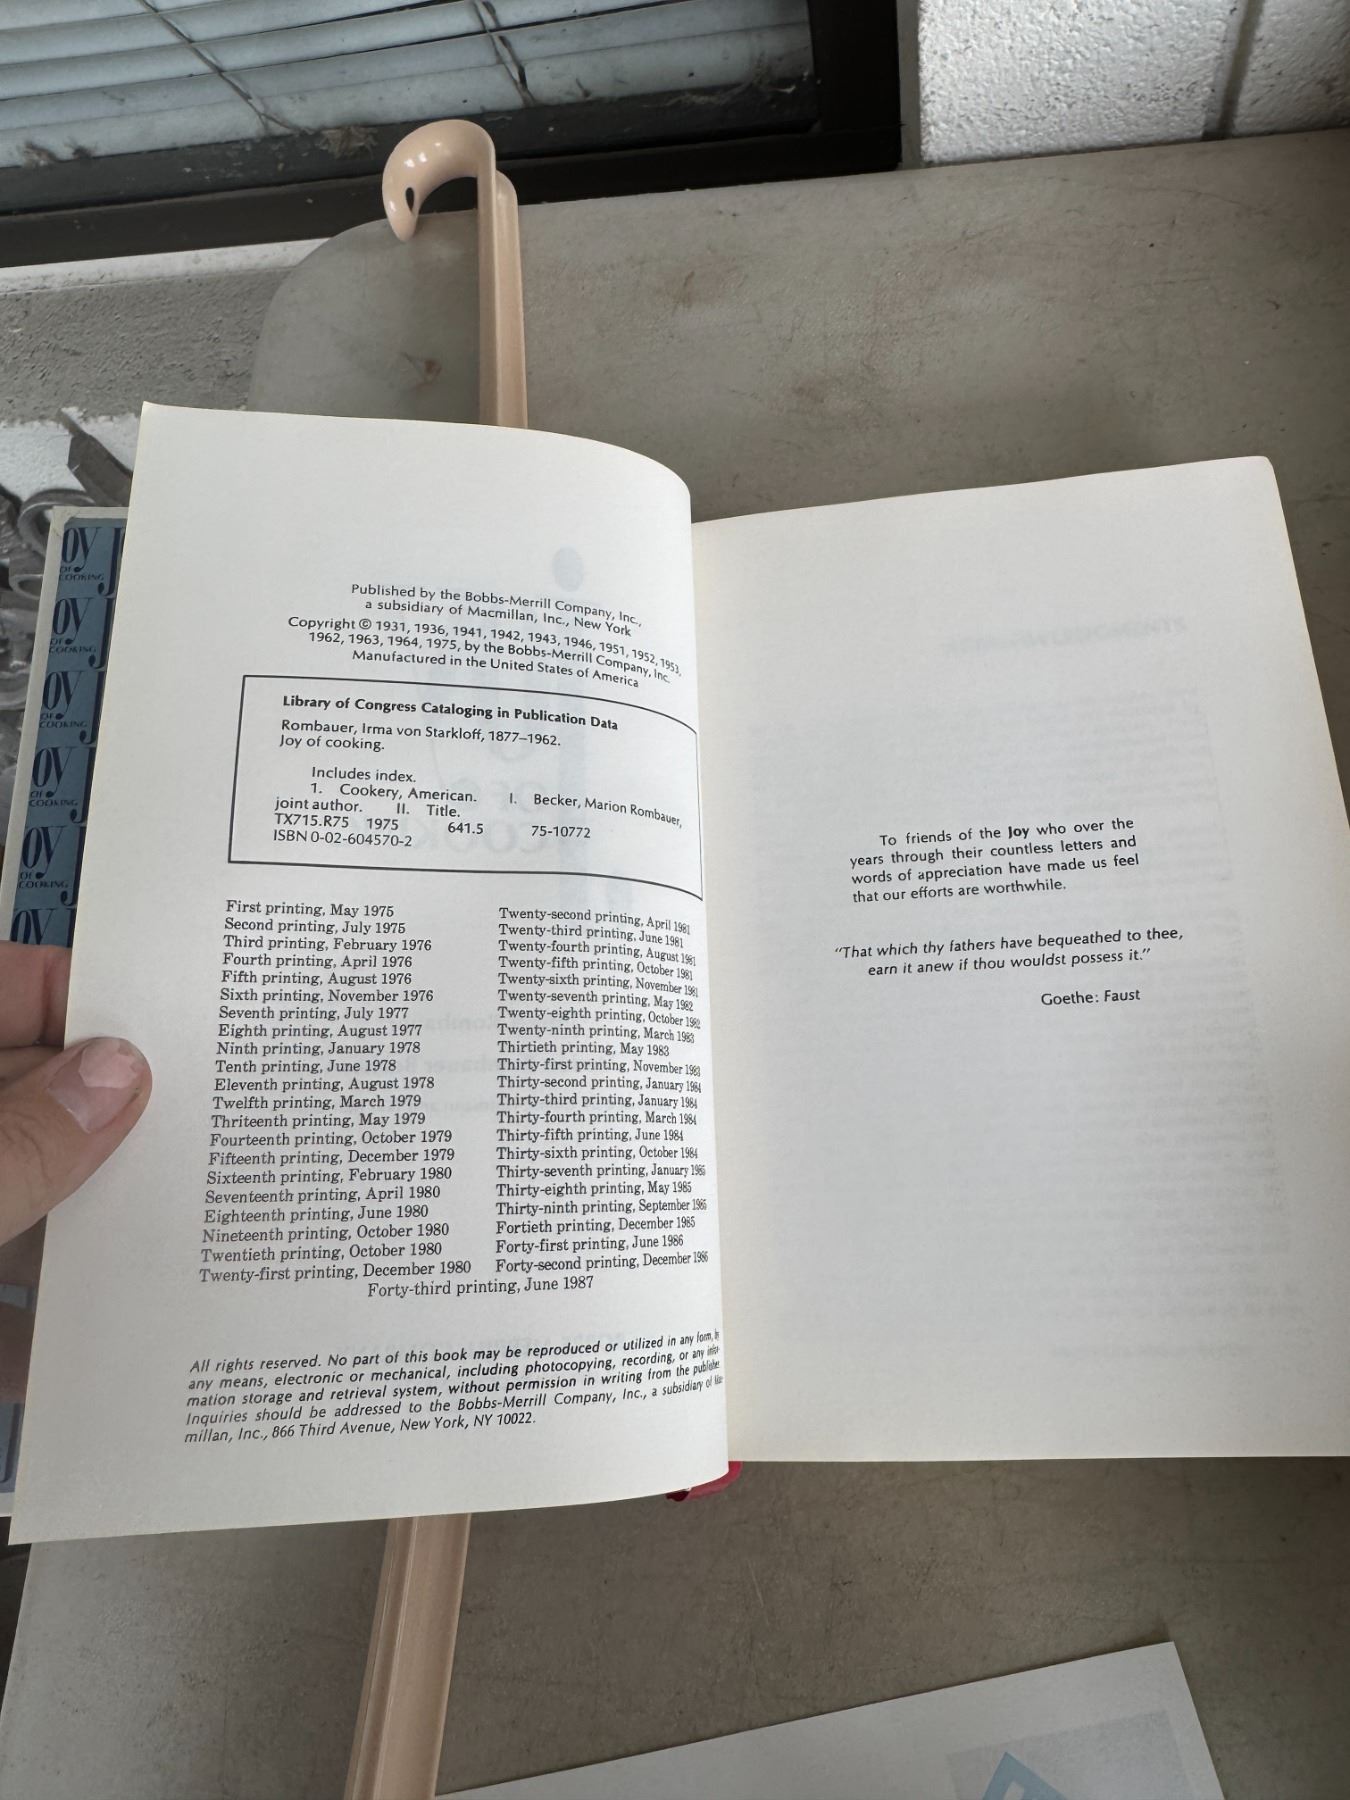 OY J
OF COOKING
OY J
OF COOKING
OY J
OF COOKING
OY J
OF COOKING
OY J
OF COOKING
OY
Published by the Bobbs-Merrill Company, Inc.,
a subsidiary of Macmillan, Inc., New York
Copyright © 1931, 1936, 1941, 1942, 1943, 1946, 1951, 1952, 1953,
1962, 1963, 1964, 1975, by the Bobbs-Merrill Company, Inc.
Manufactured in the United States of America
Library of Congress Cataloging in Publication Data
Rombauer, Irma von Starkloff, 1877–1962.
Joy of cooking.
Includes index.
1. Cookery, American. I. Becker, Marion Rombauer,
joint author. II. Title.
TX715.R75 1975 641.5 75-10772
ISBN 0-02-604570-2
First printing, May 1975
Second printing, July 1975
Third printing, February 1976
Fourth printing, April 1976
Fifth printing, August 1976
Sixth printing, November 1976
Seventh printing, July 1977
Eighth printing, August 1977
Ninth printing, January 1978
Tenth printing, June 1978
Eleventh printing, August 1978
Twelfth printing, March 1979
Thriteenth printing, May 1979
Fourteenth printing, October 1979
Fifteenth printing, December 1979
Sixteenth printing, February 1980
Seventeenth printing, April 1980
Eighteenth printing, June 1980
Nineteenth printing, October 1980
Twentieth printing, October 1980
Twenty-first printing, December 1980
Twenty-second printing, April 1981
Twenty-third printing, June 1981
Twenty-fourth printing, August 1981
Twenty-fifth printing, October 1981
Twenty-sixth printing, November 1981
Twenty-seventh printing, May 1982
Twenty-eighth printing, October 1982
Twenty-ninth printing, March 1983
Thirtieth printing, May 1983
Thirty-first printing, November 1983
Thirty-second printing, January 1984
Thirty-third printing, January 1984
Thirty-fourth printing, March 1984
Thirty-fifth printing, June 1984
Thirty-sixth printing, October 1984
Thirty-seventh printing, January 1985
Thirty-eighth printing, May 1985
Thirty-ninth printing, September 1985
Fortieth printing, December 1985
Forty-first printing, June 1986
Forty-second printing, December 1986
Forty-third printing, June 1987
All rights reserved. No part of this book may be reproduced or utilized in any form, by
any means, electronic or mechanical, including photocopying, recording, or any infor-
mation storage and retrieval system, without permission in writing from the publisher.
Inquiries should be addressed to the Bobbs-Merrill Company, Inc., a subsidiary of Mac-
millan, Inc., 866 Third Avenue, New York, NY 10022.
To friends of the Joy who over the
years through their countless letters and
words of appreciation have made us feel
that our efforts are worthwhile.
“That which thy fathers have bequeathed to thee,
earn it anew if thou wouldst possess it.”
Goethe: Faust